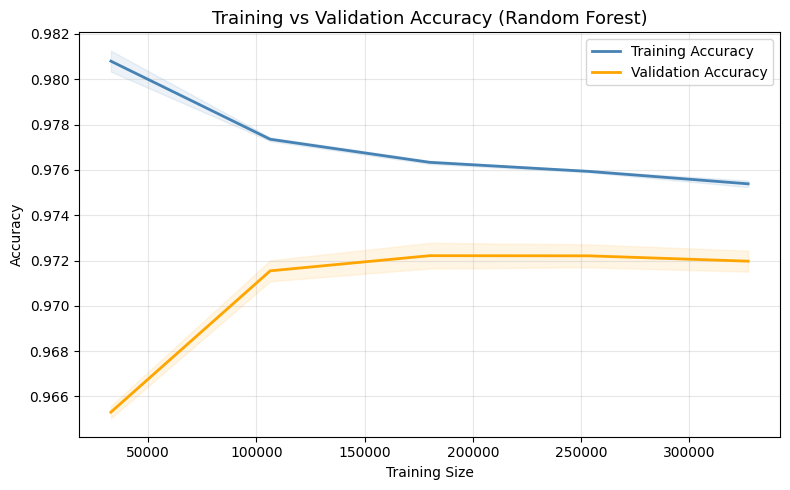 Training vs Validation Accuracy (Random Forest)
0.982
0.980
0.978
0.976
0.974
0.972
0.970
0.968
0.966
Accuracy
Training Accuracy
Validation Accuracy
50000 100000 150000 200000 250000 300000
Training Size